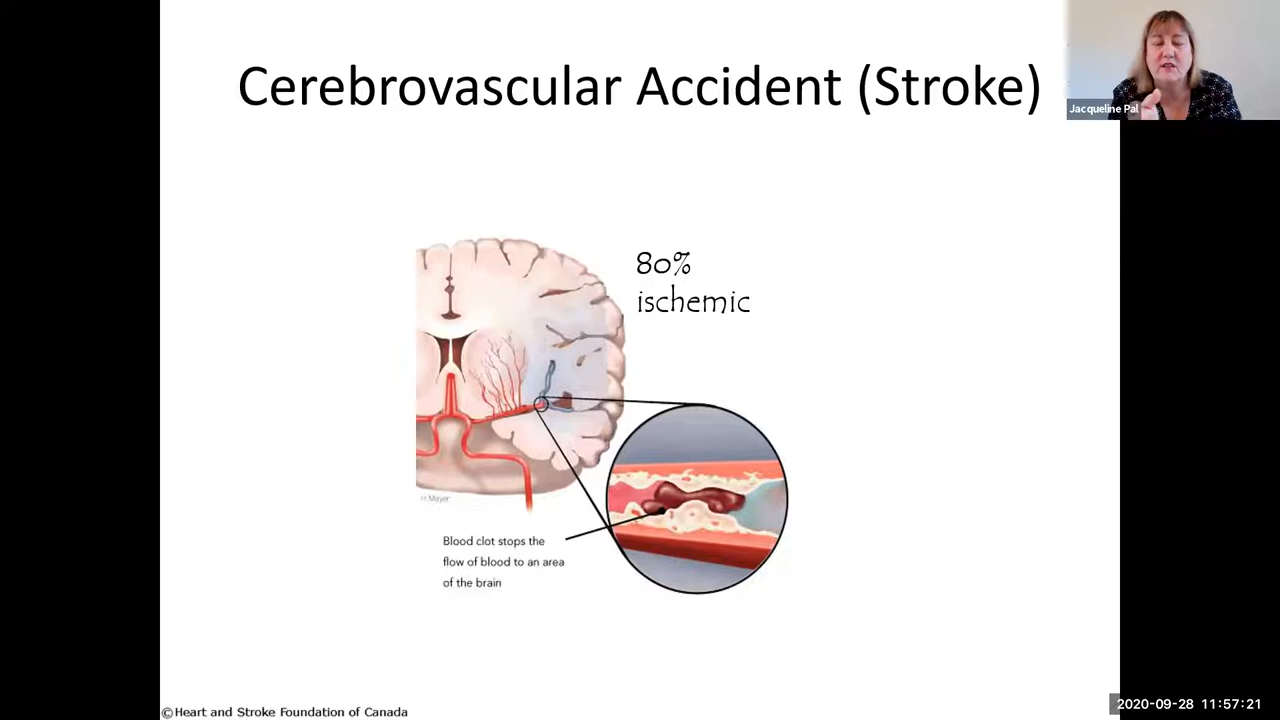 Cerebrovascular Accident (Stroke)
Jacqueline Pal
80%
ischemic
H.Mayer
Blood clot stops the
flow of blood to an area
of the brain
©Heart and Stroke Foundation of Canada
2020-09-28 11:57:21